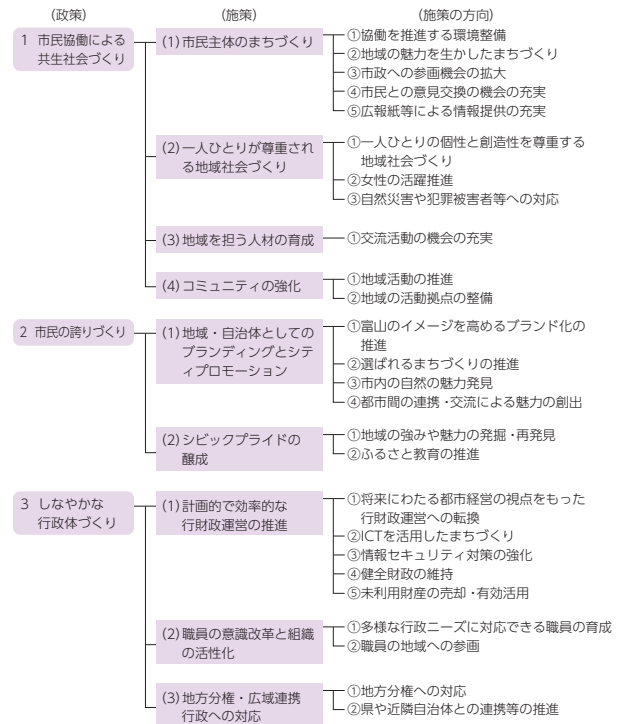 (政策)
(施策)
(施策の方向)
1 市民協働による
共生社会づくり
(1)市民主体のまちづくり
①協働を推進する環境整備
②地域の魅力を生かしたまちづくり
③市政への参画機会の拡大
④市民との意見交換の機会の充実
⑤広報紙等による情報提供の充実
(2)一人ひとりが尊重され
る地域社会づくり
①一人ひとりの個性と創造性を尊重する
地域社会づくり
②女性の活躍推進
③自然災害や犯罪被害者等への対応
(3)地域を担う人材の育成
①交流活動の機会の充実
(4)コミュニティの強化
①地域活動の推進
②地域の活動拠点の整備
2 市民の誇りづくり
(1)地域・自治体としての
ブランディングとシテ
ィプロモーション
①富山のイメージを高めるブランド化の
推進
②選ばれるまちづくりの推進
③市内の自然の魅力発見
④都市間の連携・交流による魅力の創出
(2)シビックプライドの
醸成
①地域の強みや魅力の発掘・再発見
②ふるさと教育の推進
3 しなやかな
行政体づくり
(1)計画的で効率的な
行財政運営の推進
①将来にわたる都市経営の視点をもった
行財政運営への転換
②ICTを活用したまちづくり
③情報セキュリティ対策の強化
④健全財政の維持
⑤未利用財産の売却・有効活用
(2)職員の意識改革と組織
の活性化
①多様な行政ニーズに対応できる職員の育成
②職員の地域への参画
(3)地方分権・広域連携
行政への対応
①地方分権への対応
②県や近隣自治体との連携等の推進